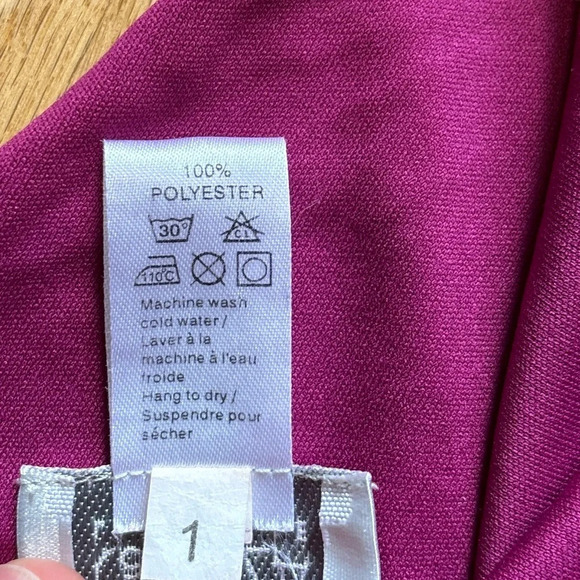 100%
POLYESTER
30°
CL
110°C
Machine wash
cold water /
Laver à la
machine à l'eau
froide
Hang to dry /
Suspendre pour
sécher
1